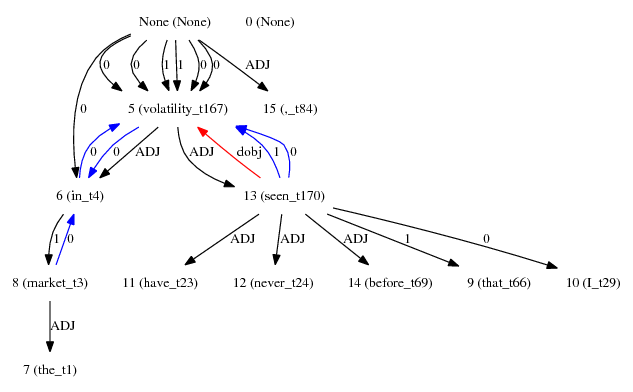 None (None) 0 (None)
0 0 1 1 0 0 ADJ
0 5 (volatility_t167) 15 (,_t84)
0 0 ADJ ADJ dobj 1 0
6 (in_t4) 13 (seen_t170)
1 0 ADJ ADJ ADJ 1 0
8 (market_t3) 11 (have_t23) 12 (never_t24) 14 (before_t69) 9 (that_t66) 10 (I_t29)
ADJ
7 (the_t1)